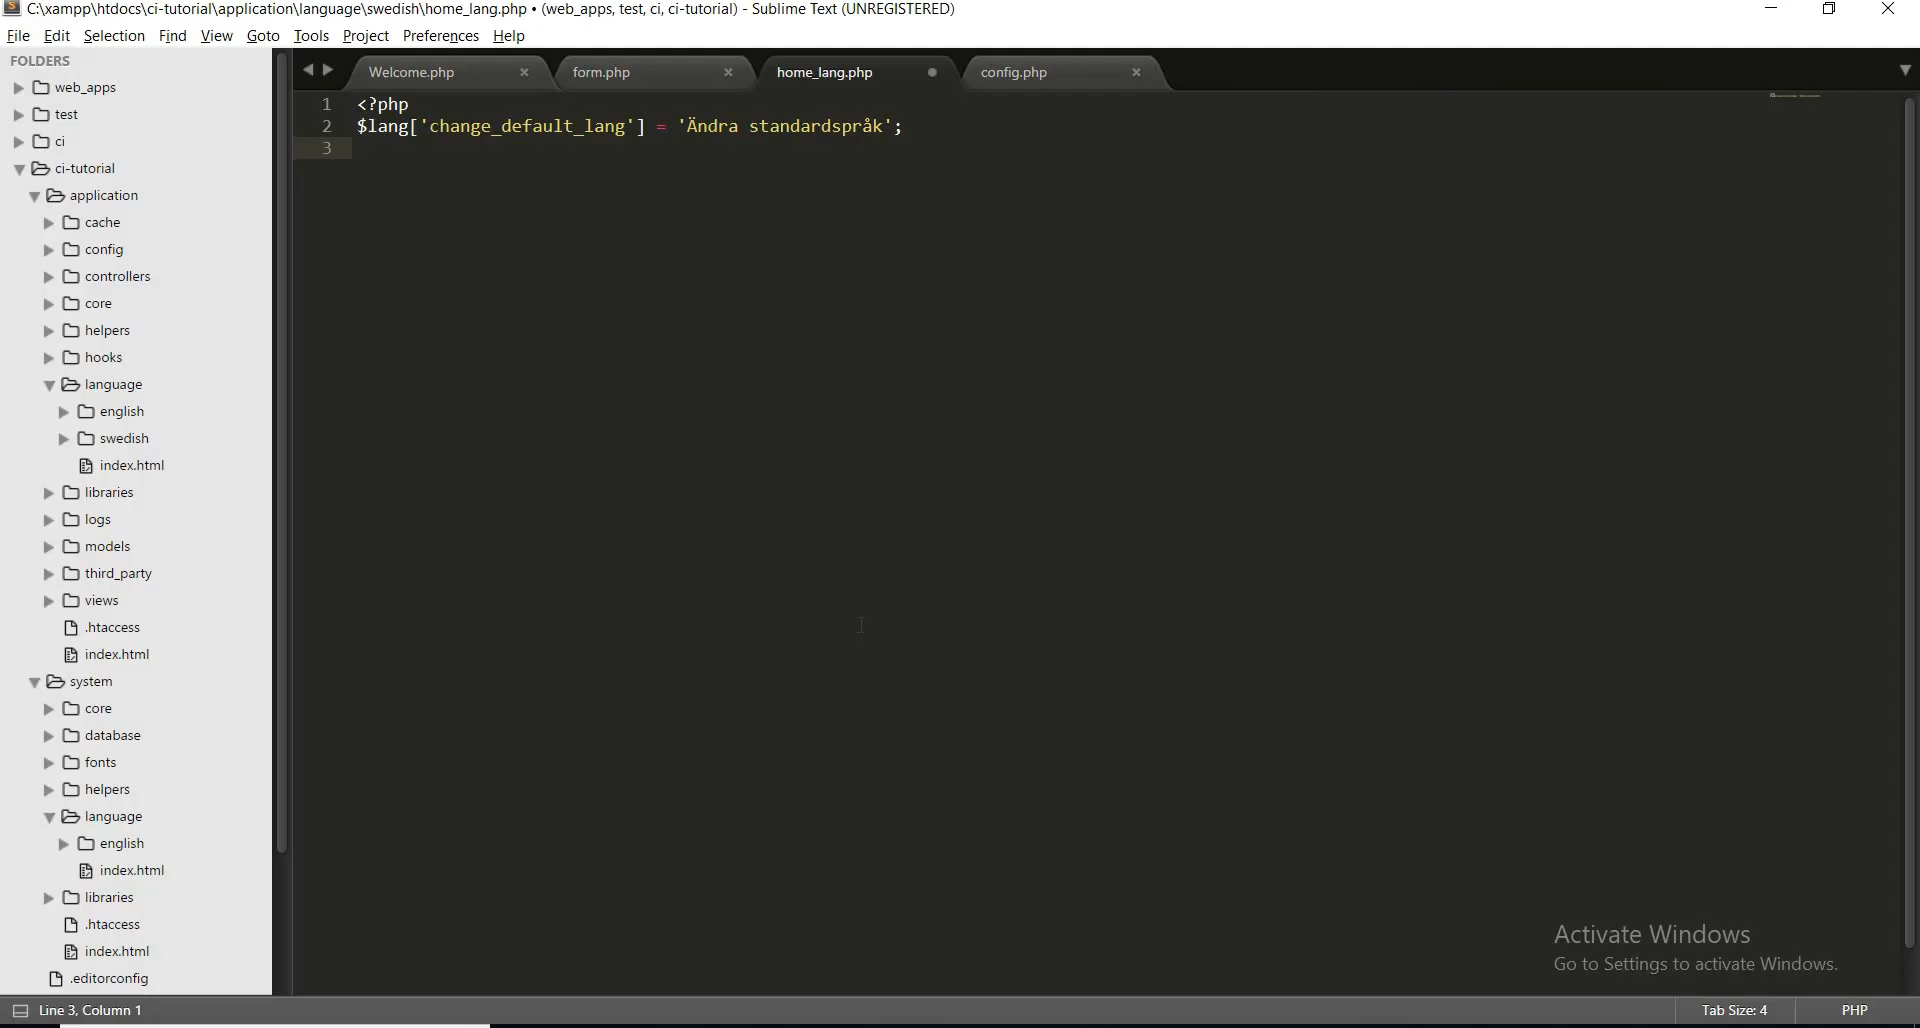 C:\xampp\htdocs\ci-tutorial\application\language\swedish\home_lang.php • (web_apps, test, ci, ci-tutorial) - Sublime Text (UNREGISTERED)
File Edit Selection Find View Goto Tools Project Preferences Help
FOLDERS
web_apps
test
ci
ci-tutorial
application
cache
config
controllers
core
helpers
hooks
language
english
swedish
index.html
libraries
logs
models
third_party
views
.htaccess
index.html
system
core
database
fonts
helpers
language
english
index.html
libraries
.htaccess
index.html
.editorconfig
Welcome.php form.php home_lang.php config.php
1 <?php
2 $lang['change_default_lang'] = 'Ändra standardspråk';
3
Activate Windows
Go to Settings to activate Windows.
Line 3, Column 1 Tab Size: 4 PHP